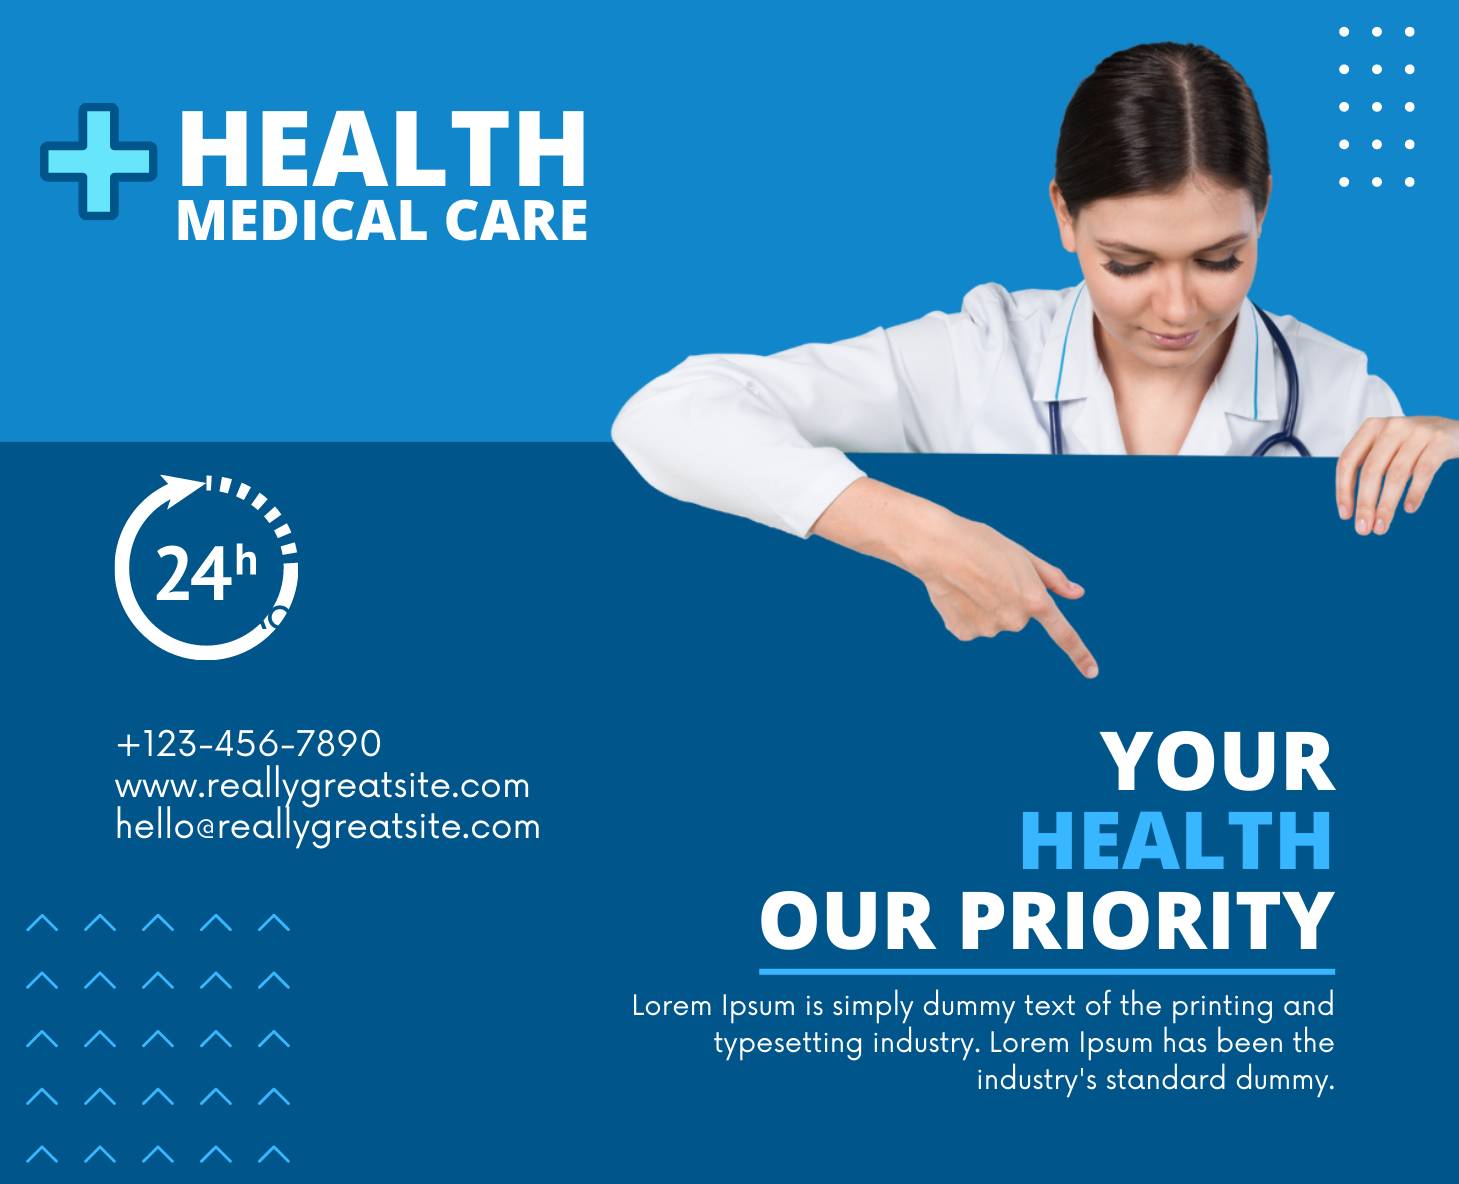 HEALTH
MEDICAL CARE
24h
+123-456-7890
www.reallygreatsite.com
hello@reallygreatsite.com
YOUR
HEALTH
OUR PRIORITY
Lorem Ipsum is simply dummy text of the printing and
typesetting industry. Lorem Ipsum has been the
industry's standard dummy.